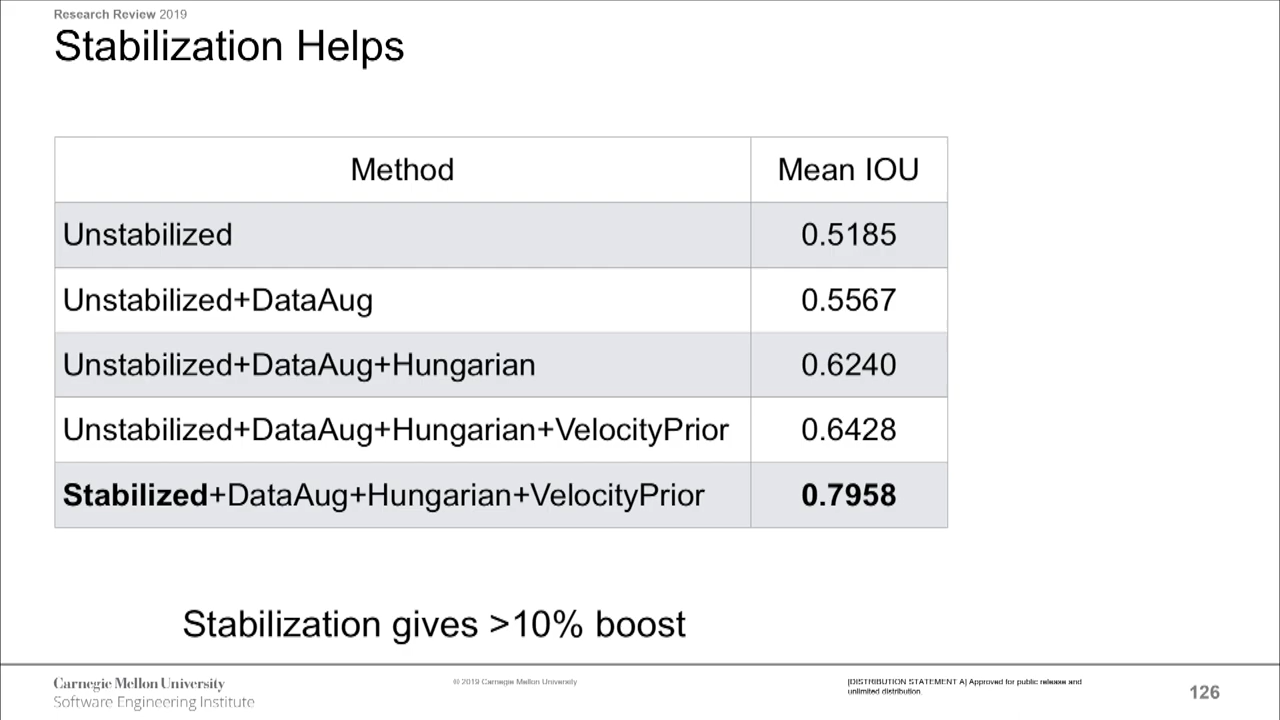 Research Review 2019
Stabilization Helps
Method Mean IOU
Unstabilized 0.5185
Unstabilized+DataAug 0.5567
Unstabilized+DataAug+Hungarian 0.6240
Unstabilized+DataAug+Hungarian+VelocityPrior 0.6428
Stabilized+DataAug+Hungarian+VelocityPrior 0.7958
Stabilization gives >10% boost
Carnegie Mellon University
Software Engineering Institute
© 2019 Carnegie Mellon University
[DISTRIBUTION STATEMENT A] Approved for public release and
unlimited distribution.
126